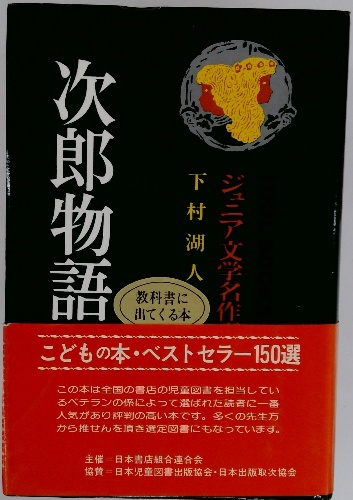 次郎物語
ジュニア文学名作
下村湖人
教科書に
出てくる本
こどもの本・ベストセラー150選
この本は全国の書店の児童図書を担当してい
るベテランの係によって選ばれた読者に一番
人気があり評判の高い本です。多くの先生方
から推せんを頂き選定図書にもなっています。
主催=日本書店組合連合会
協賛=日本児童図書出版協会・日本出版取次協会